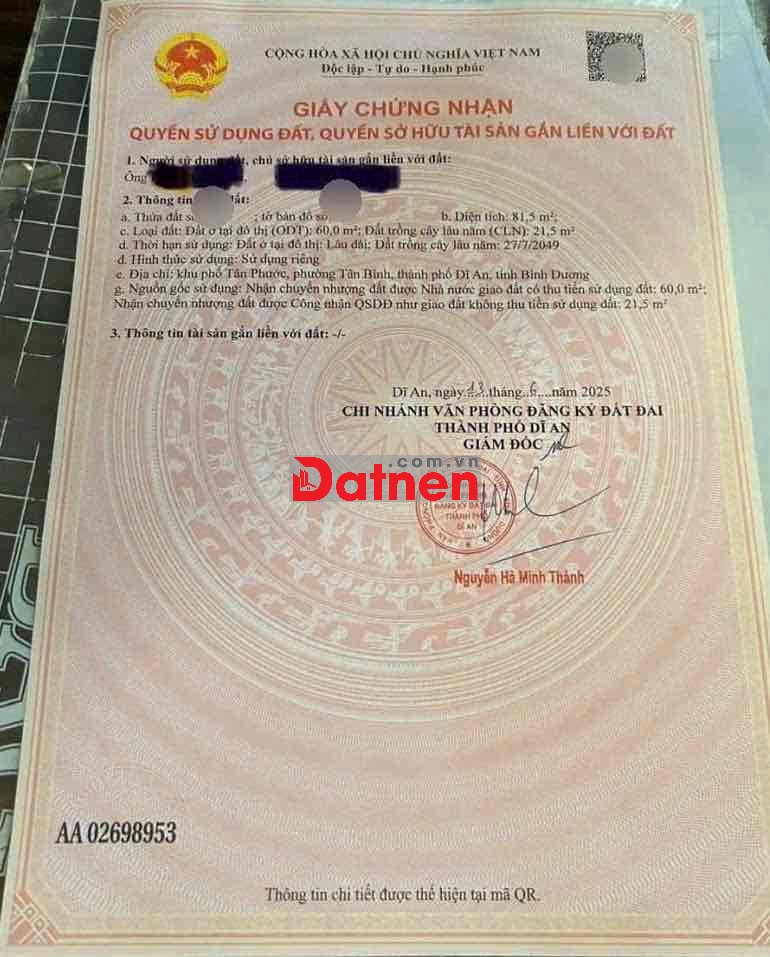 CỘNG HÒA XÃ HỘI CHỦ NGHĨA VIỆT NAM
Độc lập - Tự do - Hạnh phúc
GIẤY CHỨNG NHẬN
QUYỀN SỬ DỤNG ĐẤT, QUYỀN SỞ HỮU TÀI SẢN GẮN LIỀN VỚI ĐẤT
1. Người sử dụng đất, chủ sở hữu tài sản gắn liền với đất:
Ông
2. Thông tin đất:
a. Thửa đất số ; tờ bản đồ số b. Diện tích: 81,5 m²;
c. Loại đất: Đất ở tại đô thị (ODT): 60,0 m²; Đất trồng cây lâu năm (CLN): 21,5 m²
d. Thời hạn sử dụng: Đất ở tại đô thị: Lâu dài; Đất trồng cây lâu năm: 27/7/2049
đ. Hình thức sử dụng: Sử dụng riêng
e. Địa chỉ: khu phố Tân Phước, phường Tân Bình, thành phố Dĩ An, tỉnh Bình Dương
g. Nguồn gốc sử dụng: Nhận chuyển nhượng đất được Nhà nước giao đất có thu tiền sử dụng đất: 60,0 m²;
Nhận chuyển nhượng đất được Công nhận QSDĐ như giao đất không thu tiền sử dụng đất: 21,5 m²
3. Thông tin tài sản gắn liền với đất: -/-
Dĩ An, ngày 13 tháng 6 năm 2025
CHI NHÁNH VĂN PHÒNG ĐĂNG KÝ ĐẤT ĐAI
THÀNH PHỐ DĨ AN
GIÁM ĐỐC
Datnen.com.vn
ĐĂNG KÝ ĐẤT ĐAI
THÀNH PHỐ
DĨ AN
Nguyễn Hà Minh Thành
AA 02698953
Thông tin chi tiết được thể hiện tại mã QR.